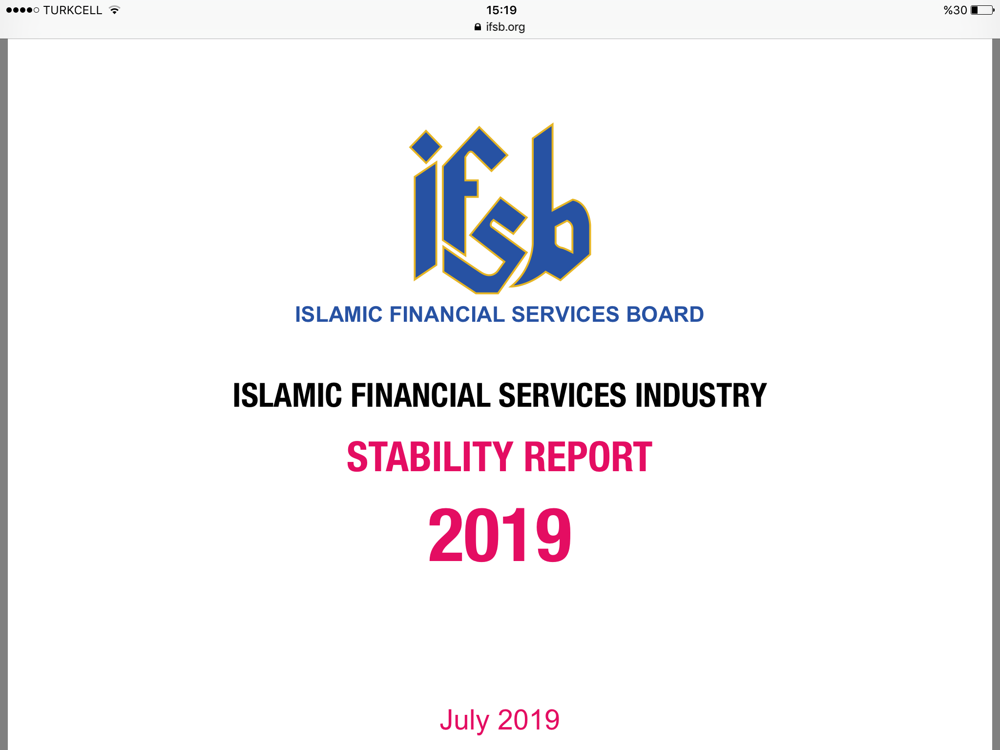 TURKCELL 15:19 %30
ifsb.org
ifsb
ISLAMIC FINANCIAL SERVICES BOARD
ISLAMIC FINANCIAL SERVICES INDUSTRY
STABILITY REPORT
2019
July 2019